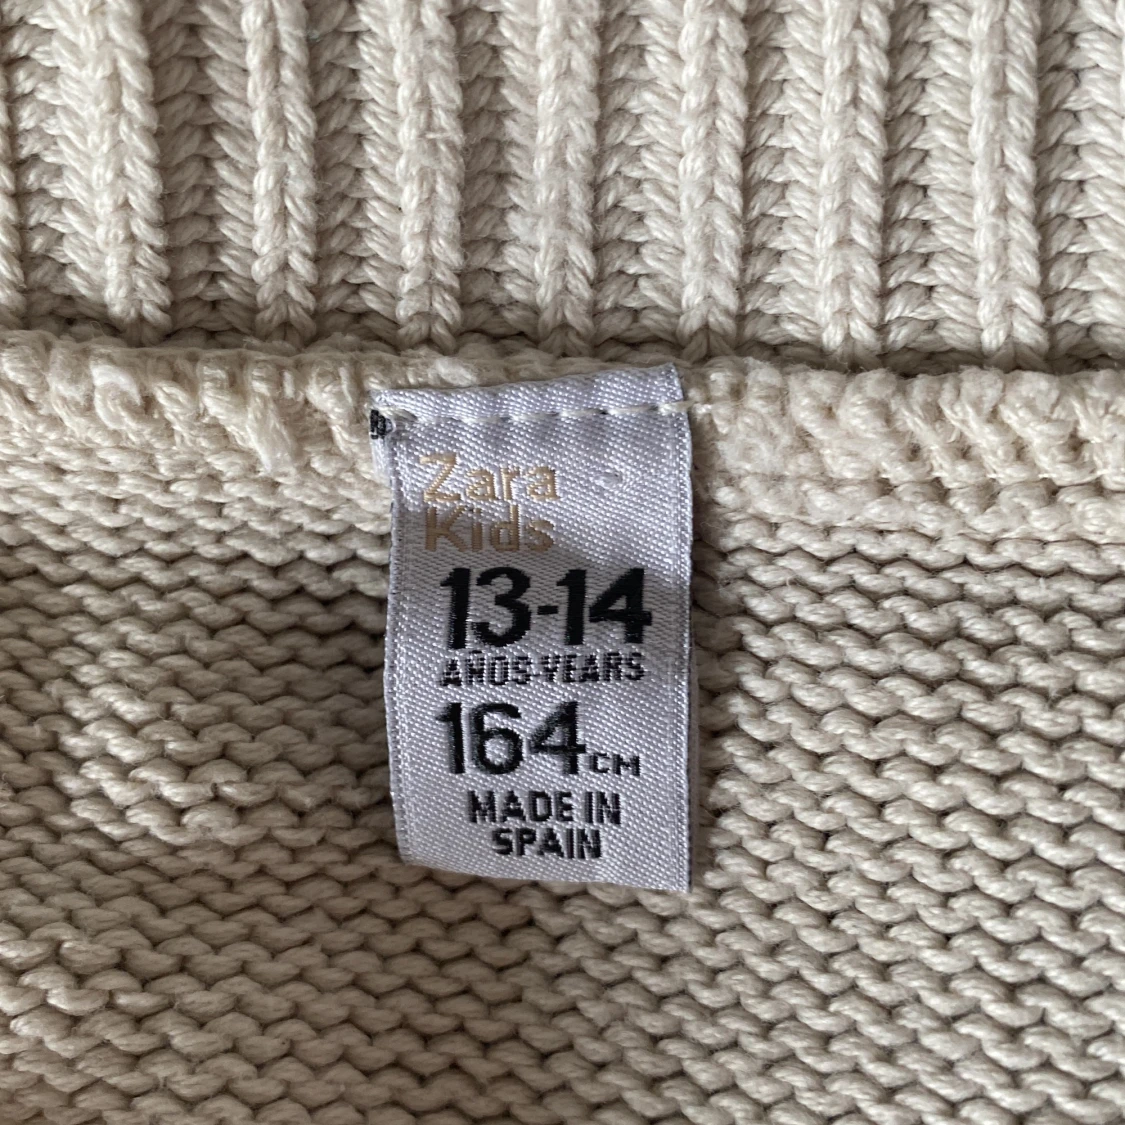 Zara
Kids
13-14
AÑOS-YEARS
164CM
MADE IN
SPAIN